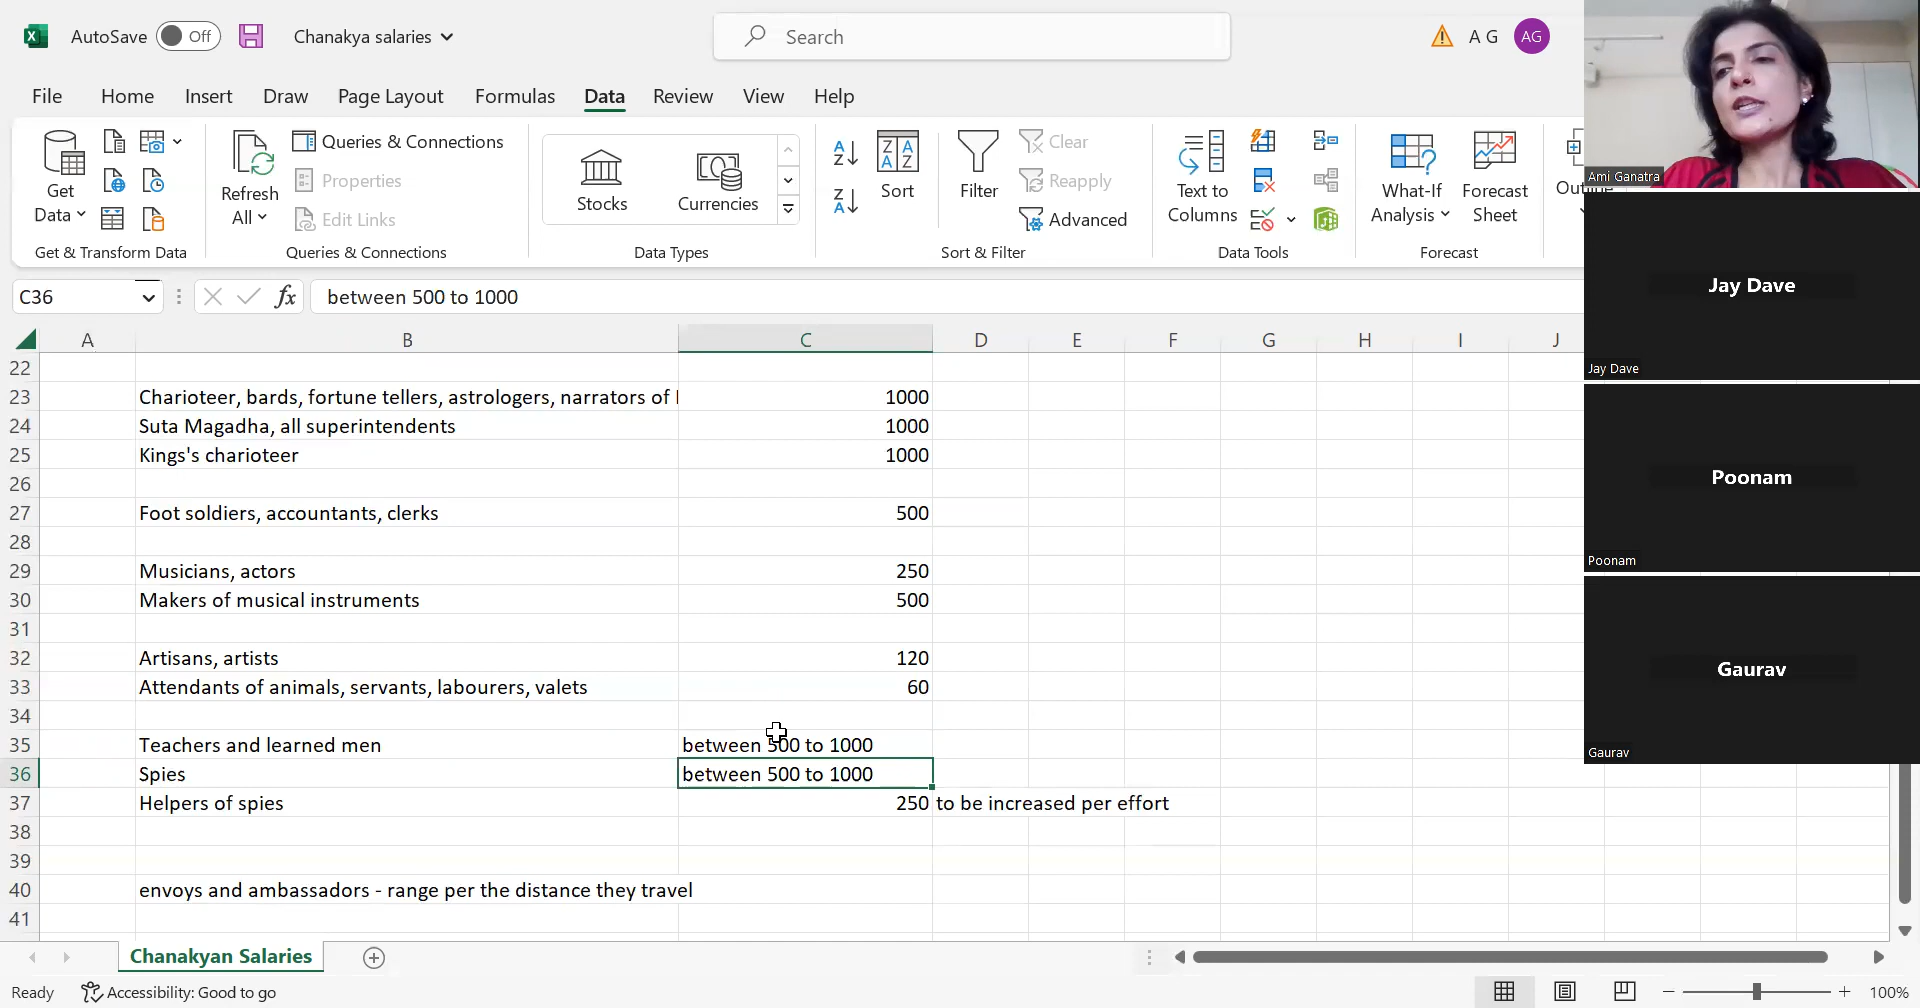 AutoSave Off Chanakya salaries Search A G AG
File Home Insert Draw Page Layout Formulas Data Review View Help
Get Data
Refresh All
Queries & Connections
Properties
Edit Links
Stocks Currencies
Sort
Filter
Clear
Reapply
Advanced
Text to Columns
What-If Analysis
Forecast Sheet
Get & Transform Data Queries & Connections Data Types Sort & Filter Data Tools Forecast
C36 fx between 500 to 1000
A B C D E F G H I J
22
23 Charioteer, bards, fortune tellers, astrologers, narrators of 1000
24 Suta Magadha, all superintendents 1000
25 Kings's charioteer 1000
26
27 Foot soldiers, accountants, clerks 500
28
29 Musicians, actors 250
30 Makers of musical instruments 500
31
32 Artisans, artists 120
33 Attendants of animals, servants, labourers, valets 60
34
35 Teachers and learned men between 500 to 1000
36 Spies between 500 to 1000
37 Helpers of spies 250 to be increased per effort
38
39
40 envoys and ambassadors - range per the distance they travel
41
Chanakyan Salaries
Ready Accessibility: Good to go 100%
Ami Ganatra
Jay Dave
Jay Dave
Poonam
Poonam
Gaurav
Gaurav